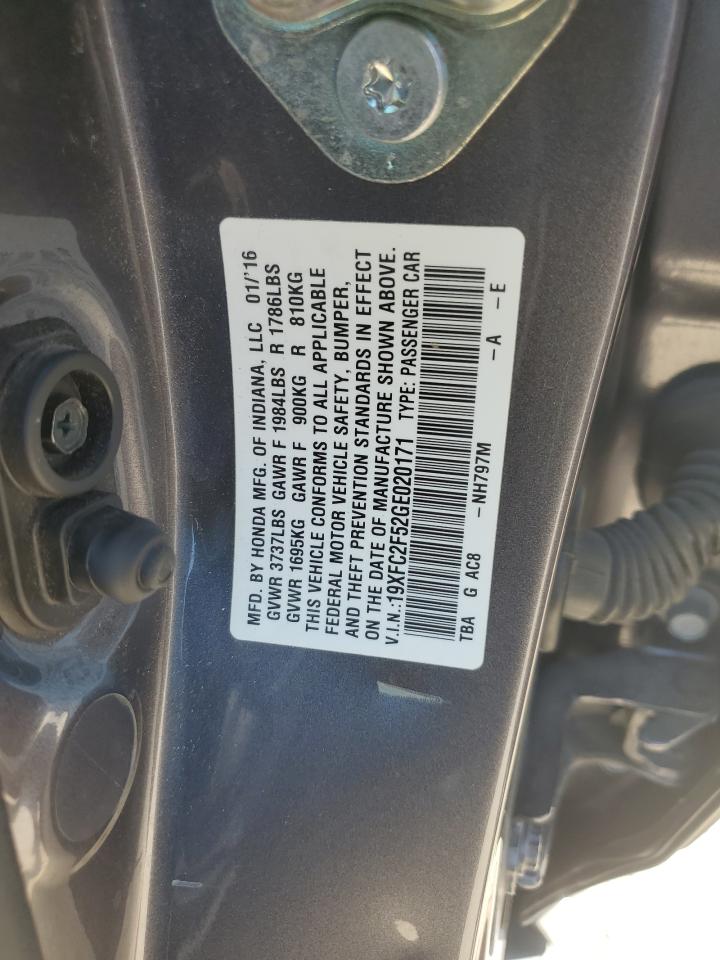 MFD. BY HONDA MFG. OF INDIANA, LLC 01/'16
GVWR 3737LBS GAWR F 1984LBS R 1786LBS
GVWR 1695KG GAWR F 900KG R 810KG
THIS VEHICLE CONFORMS TO ALL APPLICABLE
FEDERAL MOTOR VEHICLE SAFETY, BUMPER,
AND THEFT PREVENTION STANDARDS IN EFFECT
ON THE DATE OF MANUFACTURE SHOWN ABOVE.
V.I.N.:19XFC2F52GE020171 TYPE: PASSENGER CAR
TBA G AC8 -NH797M -A -E